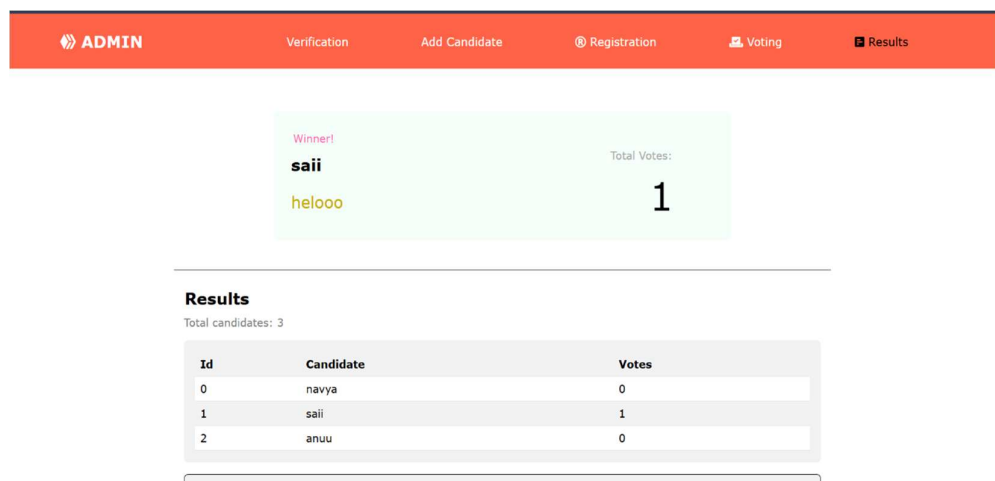 ADMIN Verification Add Candidate Registration Voting Results
Winner!
saii
helooo
Total Votes:
1
Results
Total candidates: 3
Id Candidate Votes
0 navya 0
1 saii 1
2 anuu 0